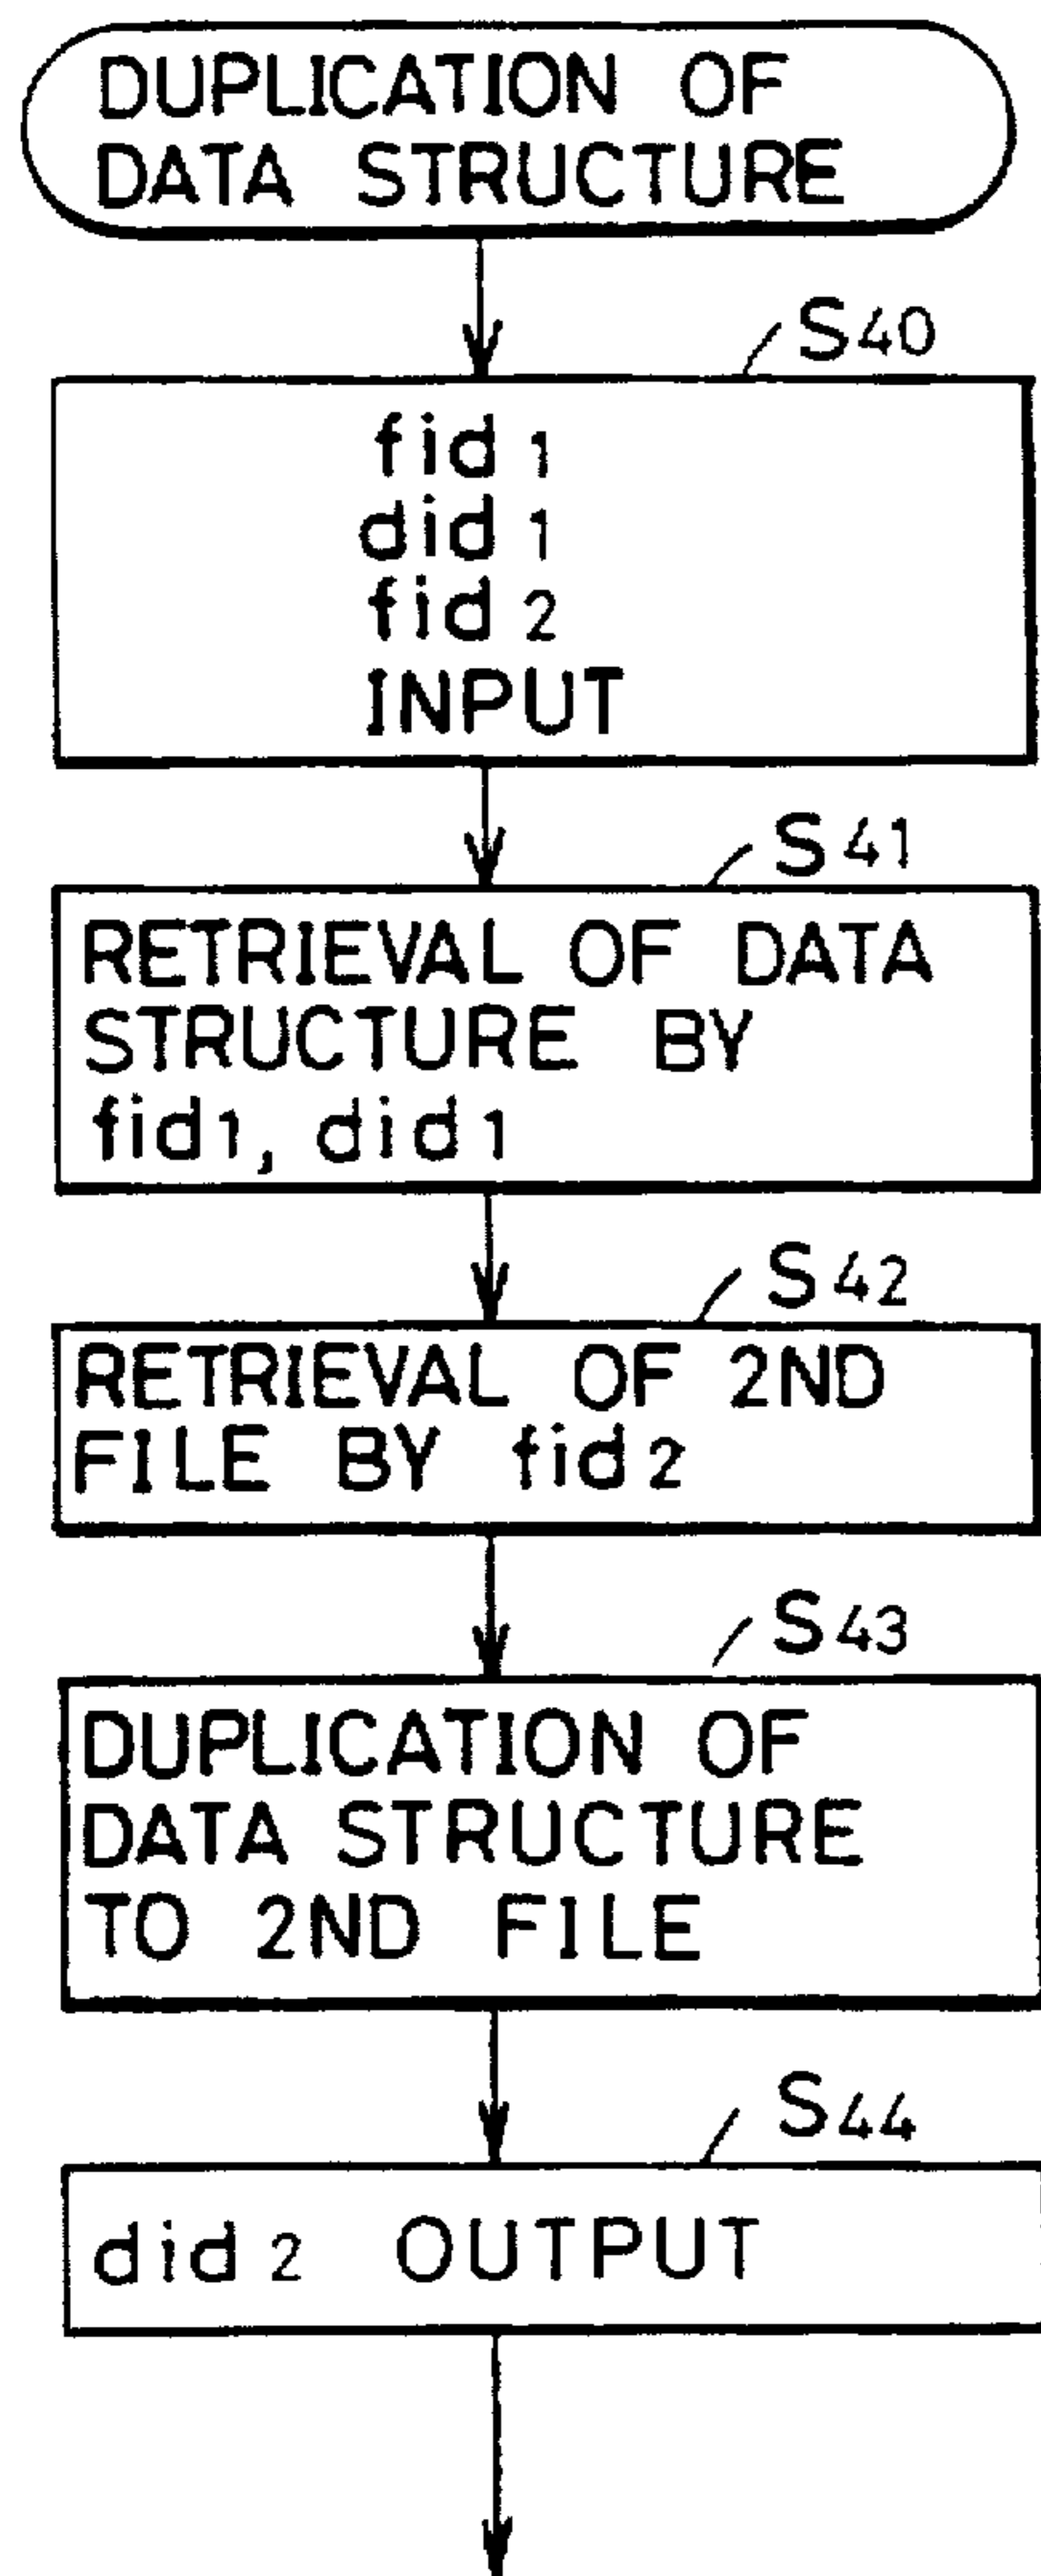 DUPLICATION OF
DATA STRUCTURE
S40
fid1
did1
fid2
INPUT
S41
RETRIEVAL OF DATA
STRUCTURE BY
fid1, did1
S42
RETRIEVAL OF 2ND
FILE BY fid2
S43
DUPLICATION OF
DATA STRUCTURE
TO 2ND FILE
S44
did2 OUTPUT